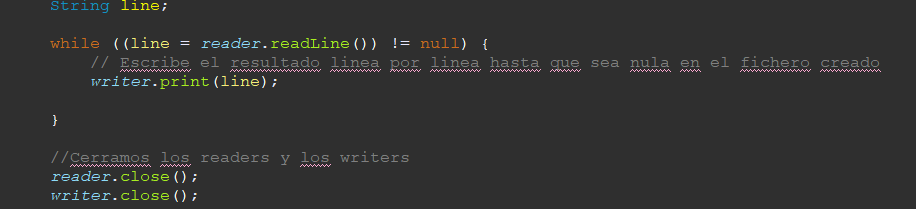 String line;
while ((line = reader.readLine()) != null) {
// Escribe el resultado linea por linea hasta que sea nula en el fichero creado
writer.print(line);
}
//Cerramos los readers y los writers
reader.close();
writer.close();